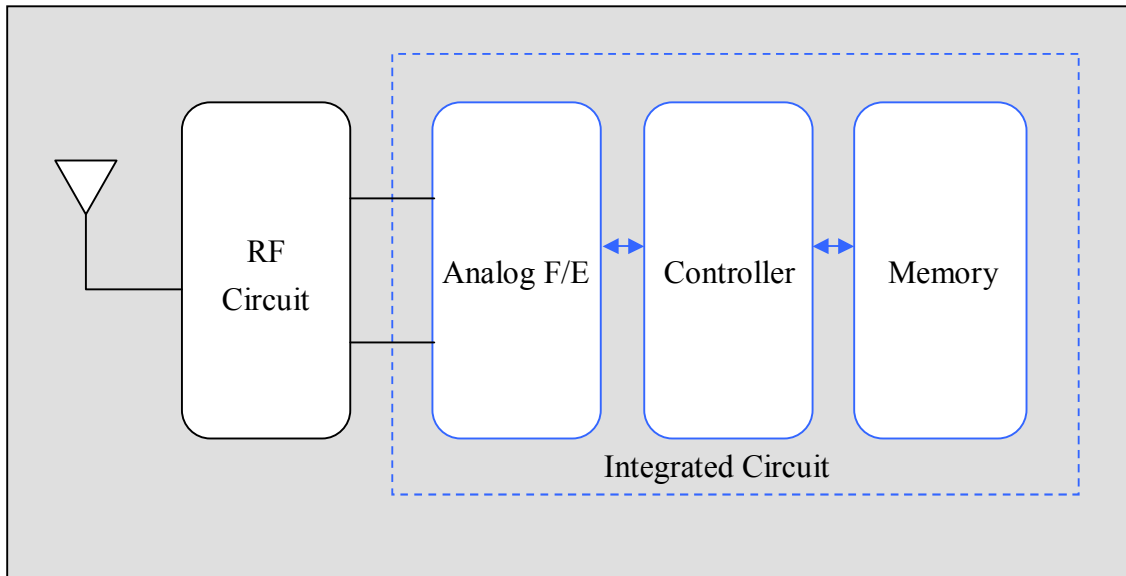 RF
Circuit
Analog F/E
Controller
Memory
Integrated Circuit